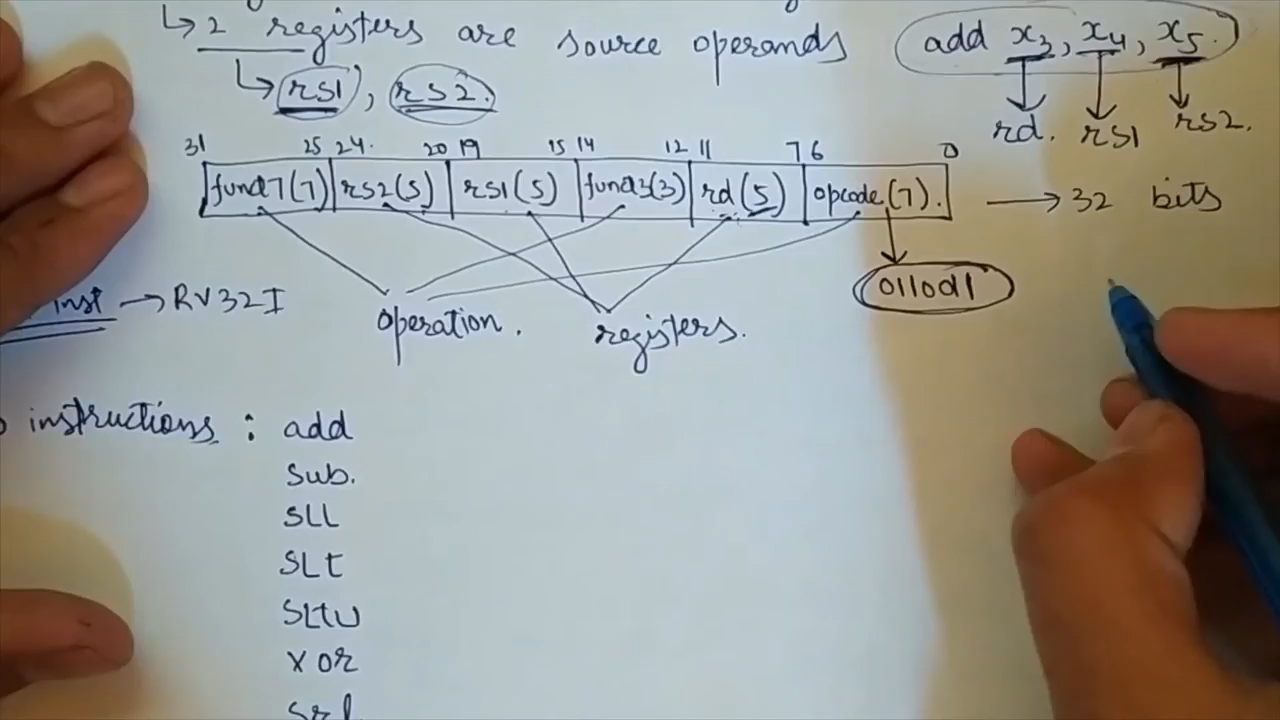 ↳ 2 registers are source operands
add x3, x4, x5.
↳ rs1, rs2.
rd. rs1 rs2.
31 25 24. 20 19 15 14 12 11 7 6 0
funct7(7) rs2(5) rs1(5) funct3(3) rd(5) opcode(7). → 32 bits
0110011
inst → RV32I
operation. registers.
instructions : add
sub.
SLL
SLt
SLtU
xor
srl